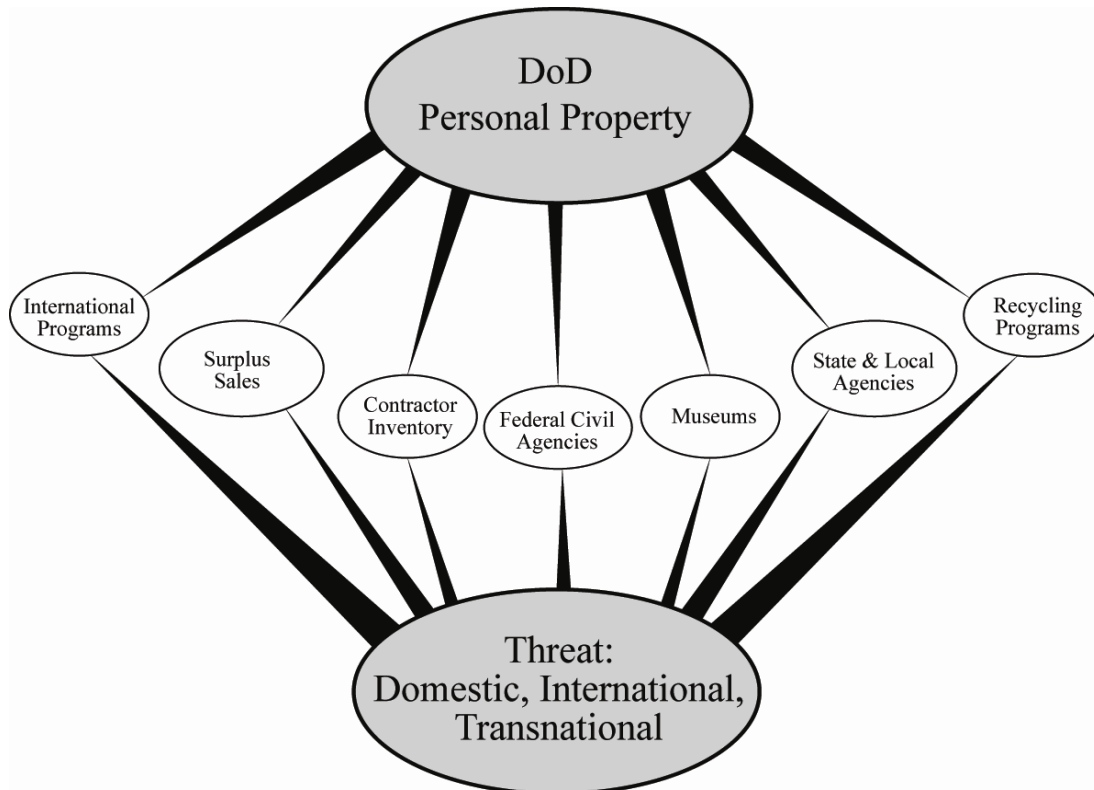 DoD
Personal Property
International
Programs
Surplus
Sales
Contractor
Inventory
Federal Civil
Agencies
Museums
State & Local
Agencies
Recycling
Programs
Threat:
Domestic, International,
Transnational